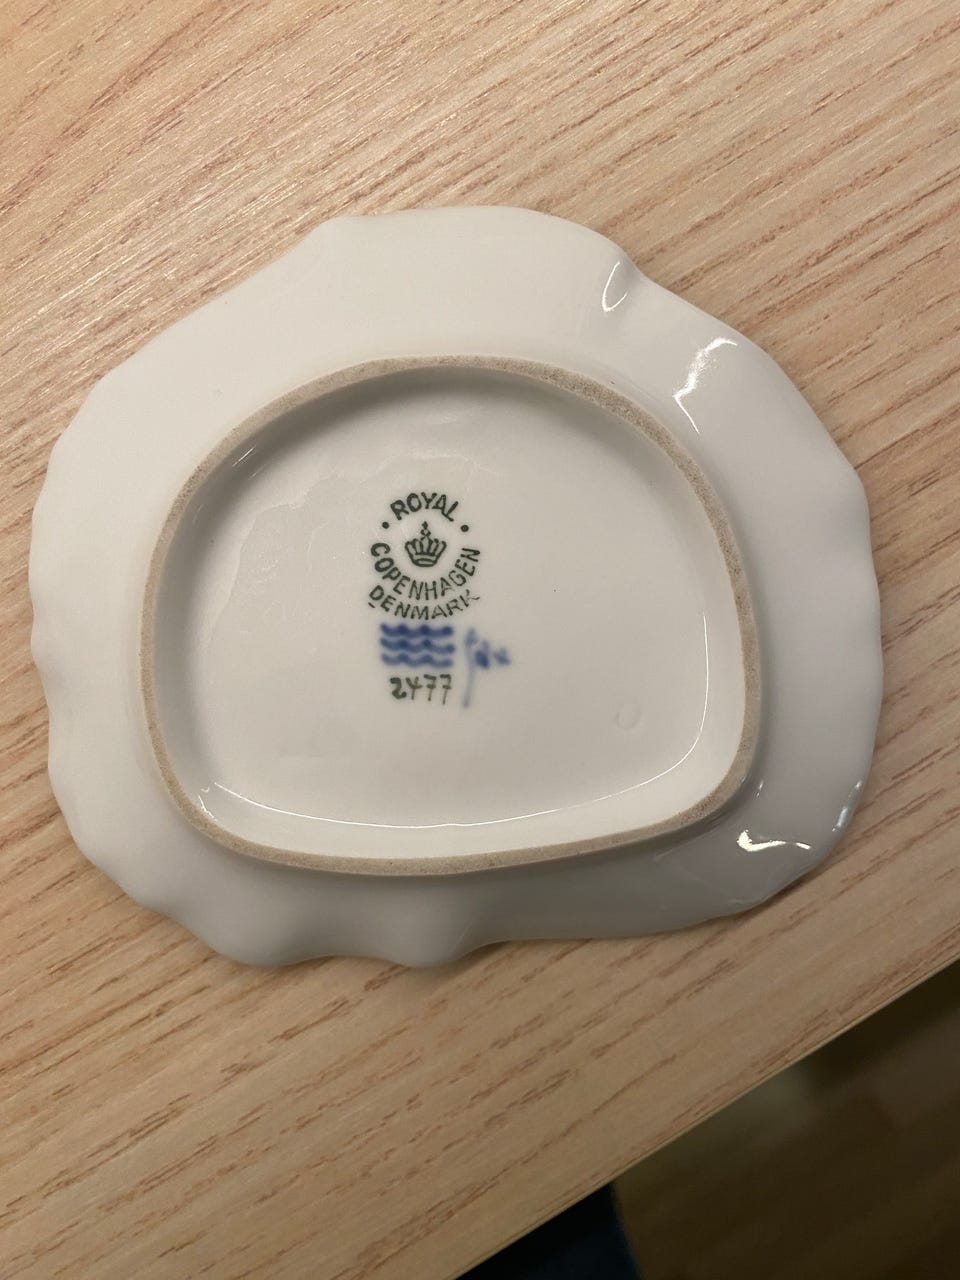 ROYAL
COPENHAGEN
DENMARK
2477